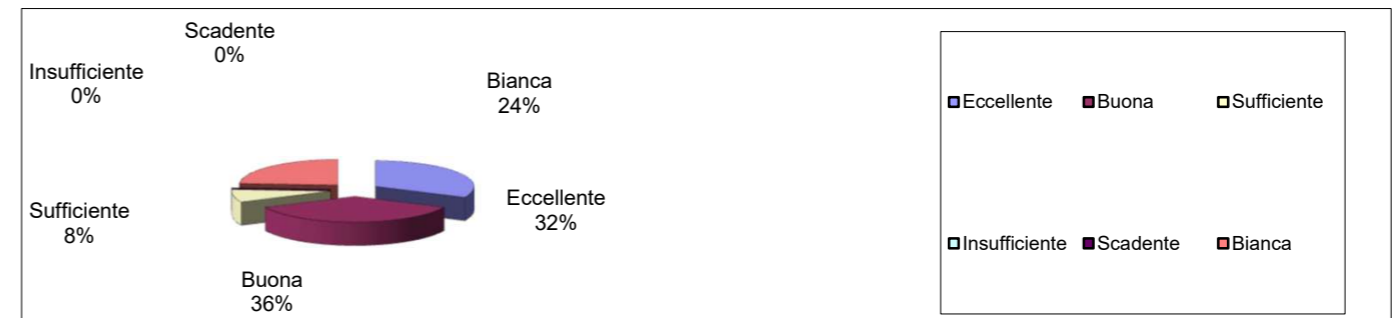 Scadente
0%
Insufficiente
0%
Bianca
24%
Eccellente
32%
Sufficiente
8%
Buona
36%
Eccellente Buona Sufficiente
Insufficiente Scadente Bianca